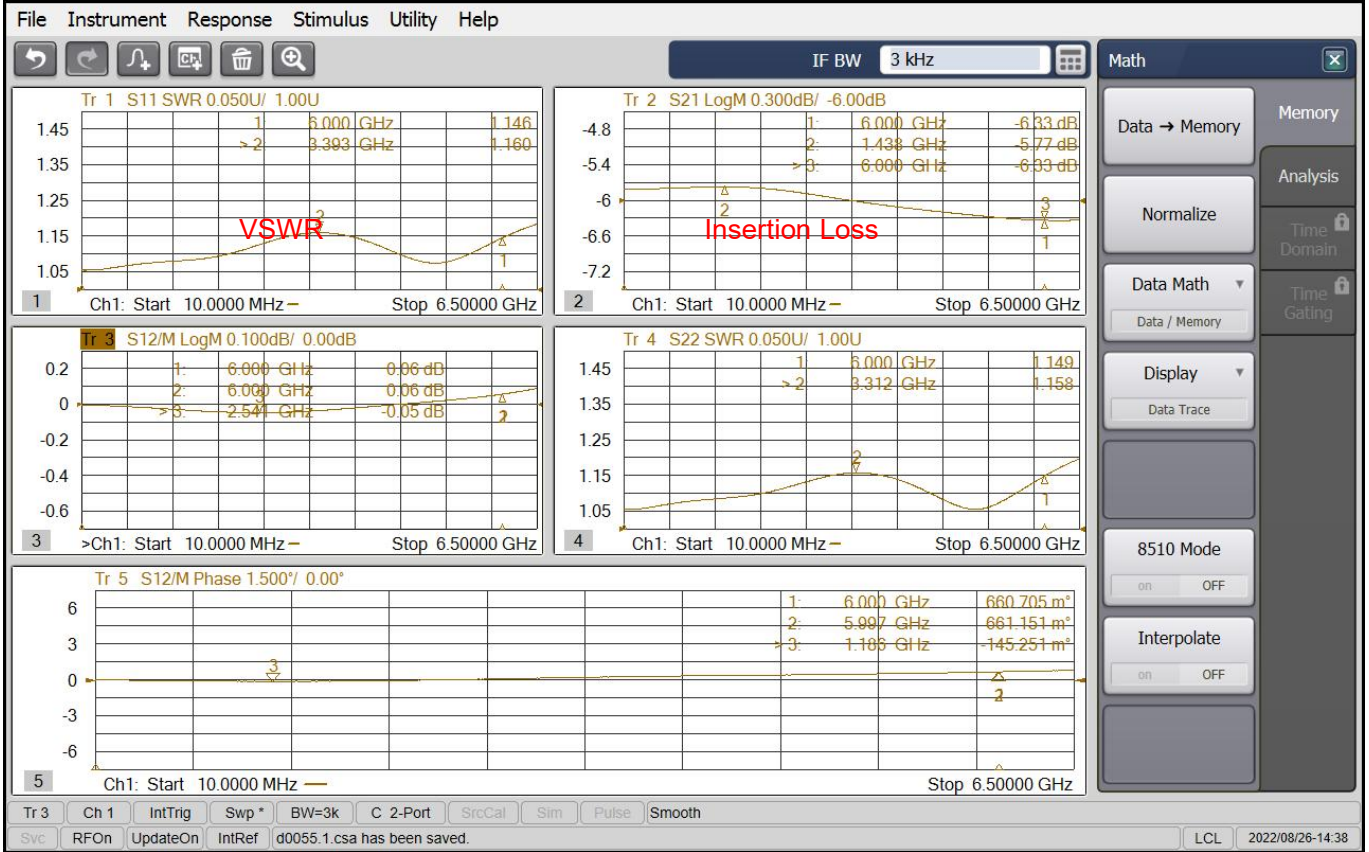 File Instrument Response Stimulus Utility Help
IF BW 3 kHz
Math
Tr 1 S11 SWR 0.050U/ 1.00U
1: 6.000 GHz 1.146
> 2: 3.393 GHz 1.160
1.45
1.35
1.25
1.15
1.05
2
VSWR
1
1 Ch1: Start 10.0000 MHz Stop 6.50000 GHz
Tr 2 S21 LogM 0.300dB/ -6.00dB
1: 6.000 GHz -6.33 dB
2: 1.438 GHz -5.77 dB
> 3: 6.000 GHz -6.33 dB
-4.8
-5.4
-6
-6.6
-7.2
2
3
Insertion Loss
1
2 Ch1: Start 10.0000 MHz Stop 6.50000 GHz
Tr 3 S12/M LogM 0.100dB/ 0.00dB
1: 6.000 GHz 0.06 dB
2: 6.000 GHz 0.06 dB
> 3: 2.541 GHz -0.05 dB
0.2
0
-0.2
-0.4
-0.6
3
3 >Ch1: Start 10.0000 MHz Stop 6.50000 GHz
Tr 4 S22 SWR 0.050U/ 1.00U
1: 6.000 GHz 1.149
> 2: 3.312 GHz 1.158
1.45
1.35
1.25
1.15
1.05
2
1
4 Ch1: Start 10.0000 MHz Stop 6.50000 GHz
Tr 5 S12/M Phase 1.500°/ 0.00°
1: 6.000 GHz 660.705 m°
2: 5.997 GHz 661.151 m°
> 3: 1.186 GHz -145.251 m°
6
3
0
-3
-6
3
2
5 Ch1: Start 10.0000 MHz Stop 6.50000 GHz
Data → Memory
Normalize
Data Math
Data / Memory
Display
Data Trace
8510 Mode
on OFF
Interpolate
on OFF
Memory
Analysis
Time
Domain
Time
Gating
Tr 3 Ch 1 IntTrig Swp * BW=3k C 2-Port SrcCal Sim Pulse Smooth
Svc RFOn UpdateOn IntRef d0055.1.csa has been saved. LCL 2022/08/26-14:38